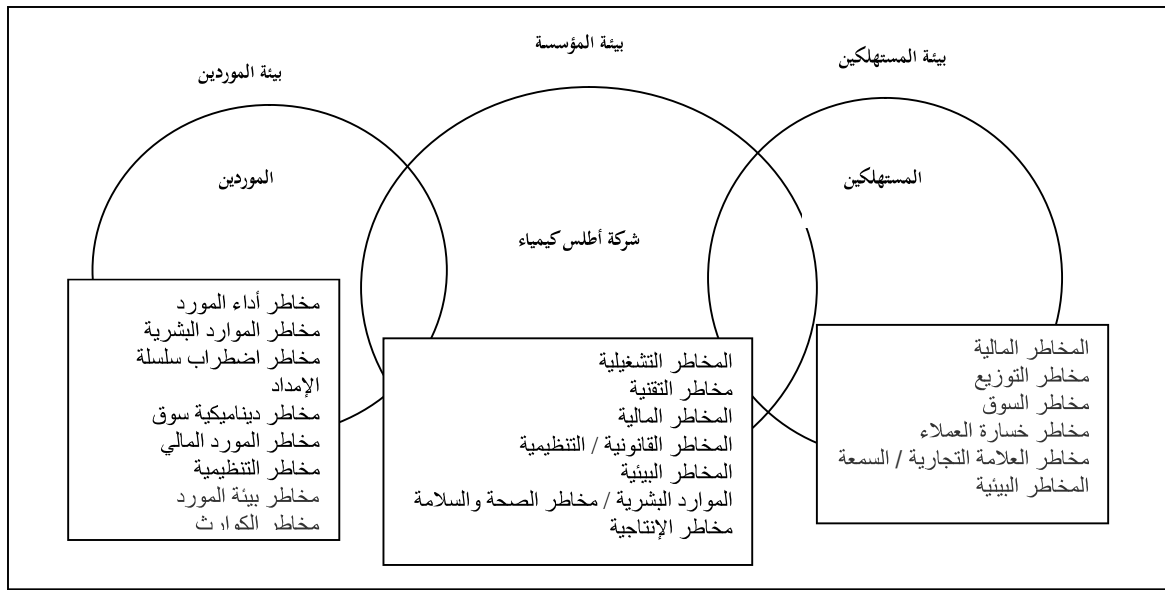 بيئة المستهلكين
بيئة المؤسسة
بيئة الموردين
المستهلكين
شركة أطلس كيمياء
الموردين
المخاطر المالية
مخاطر التوزيع
مخاطر السوق
مخاطر خسارة العملاء
مخاطر العلامة التجارية / السمعة
المخاطر البيئية
المخاطر التشغيلية
مخاطر التقنية
المخاطر المالية
المخاطر القانونية / التنظيمية
المخاطر البيئية
الموارد البشرية / مخاطر الصحة والسلامة
مخاطر الإنتاجية
مخاطر أداء المورد
مخاطر الموارد البشرية
مخاطر اضطراب سلسلة
الإمداد
مخاطر ديناميكية سوق
مخاطر المورد المالي
مخاطر التنظيمية
مخاطر بيئة المورد
مخاطر الكوارث